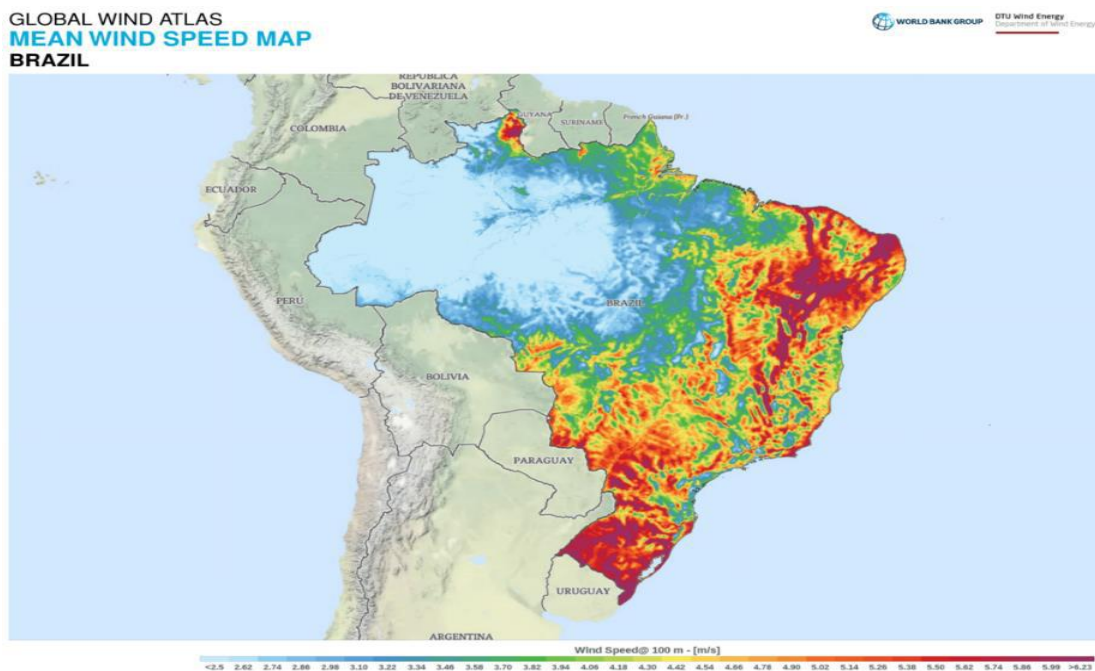 GLOBAL WIND ATLAS
MEAN WIND SPEED MAP
BRAZIL
WORLD BANK GROUP
DTU Wind Energy
Department of Wind Energy
REPÚBLICA
BOLIVARIANA
DE VENEZUELA
GUYANA
SURINAME
French Guiana (Fr.)
COLOMBIA
ECUADOR
PERU
BRAZIL
BOLIVIA
PARAGUAY
URUGUAY
ARGENTINA
Wind Speed@ 100 m - [m/s]
<2.5 2.62 2.74 2.86 2.98 3.10 3.22 3.34 3.46 3.58 3.70 3.82 3.94 4.06 4.18 4.30 4.42 4.54 4.66 4.78 4.90 5.02 5.14 5.26 5.38 5.50 5.62 5.74 5.86 5.99 >6.23